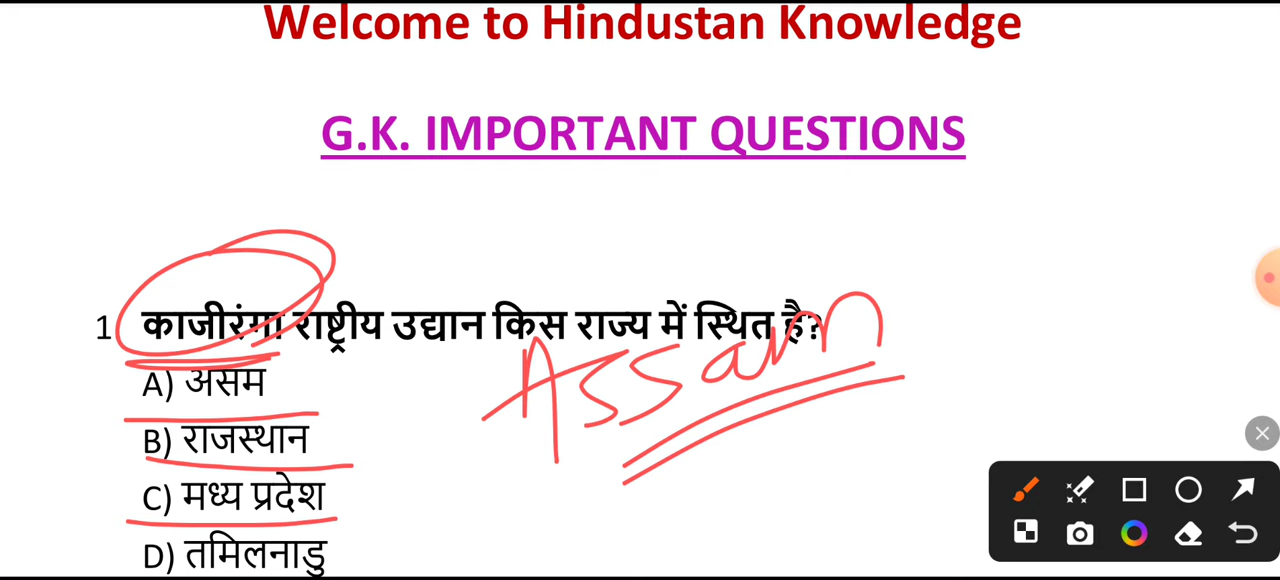 Welcome to Hindustan Knowledge
G.K. IMPORTANT QUESTIONS
1 काजीरंगा राष्ट्रीय उद्यान किस राज्य में स्थित है?
Assam
A) असम
B) राजस्थान
C) मध्य प्रदेश
D) तमिलनाडु